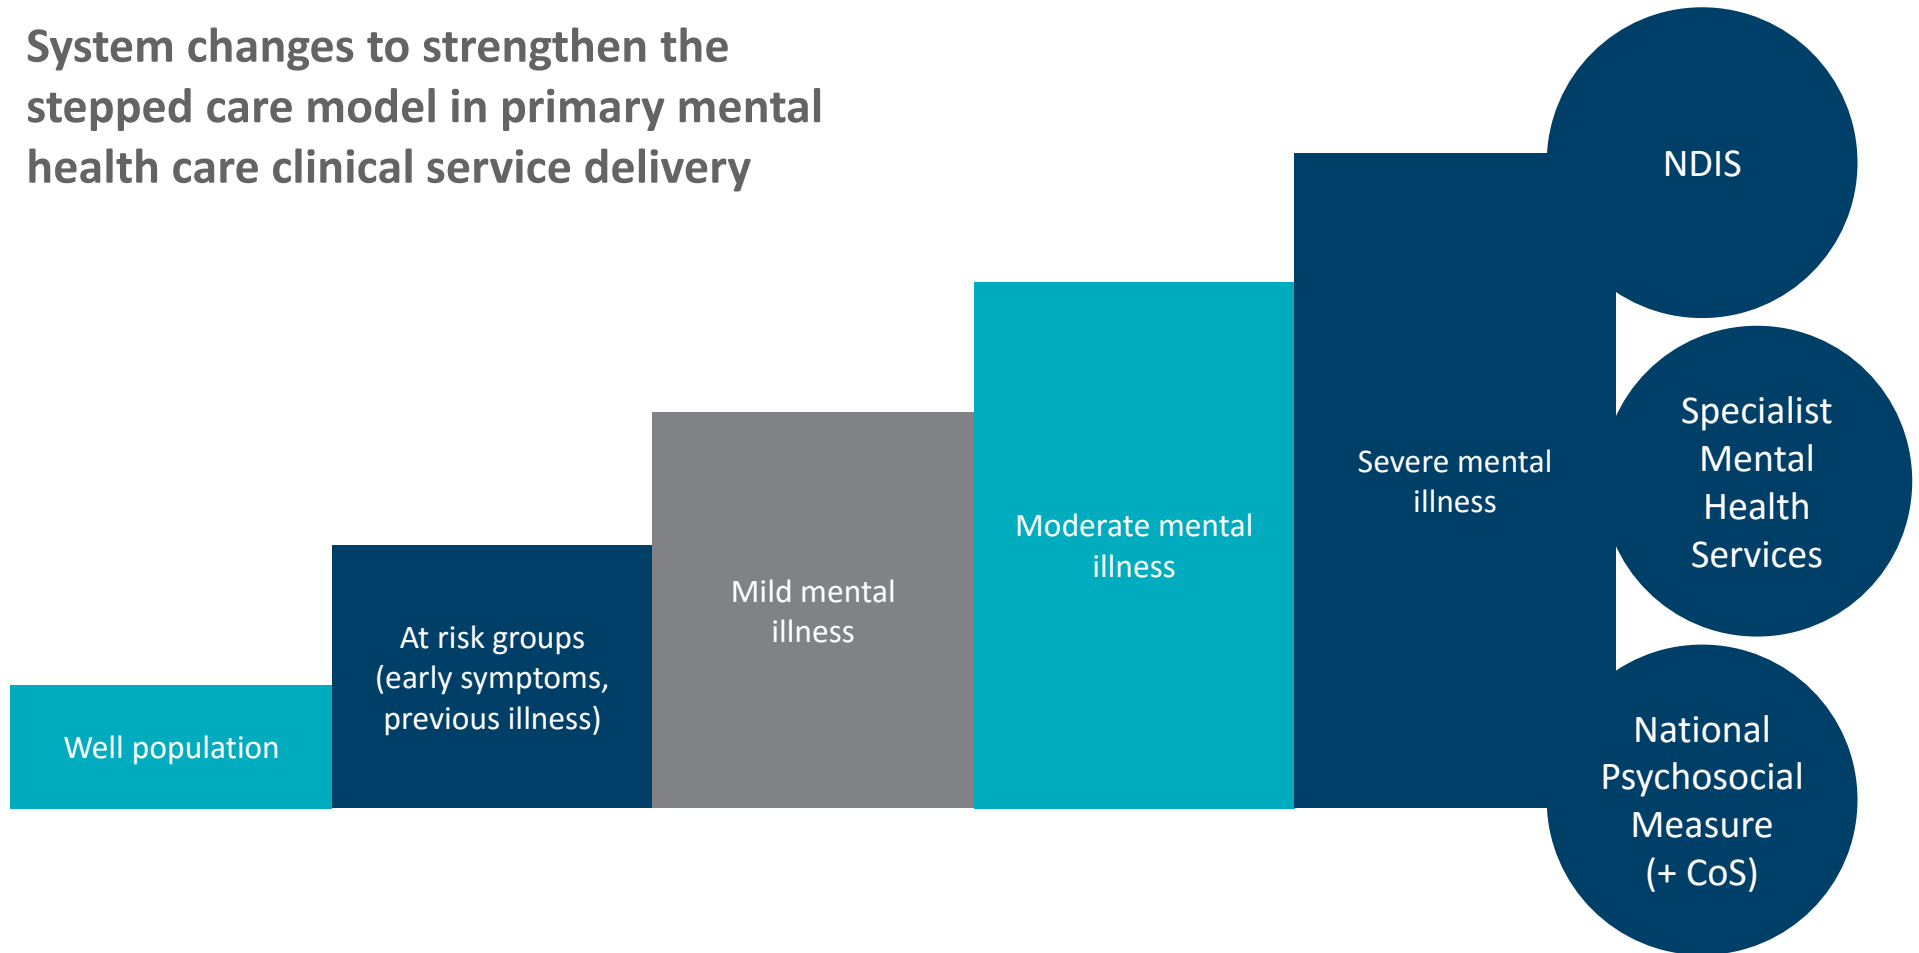 System changes to strengthen the
stepped care model in primary mental
health care clinical service delivery
Well population
At risk groups
(early symptoms,
previous illness)
Mild mental
illness
Moderate mental
illness
Severe mental
illness
NDIS
Specialist
Mental
Health
Services
National
Psychosocial
Measure
(+ CoS)